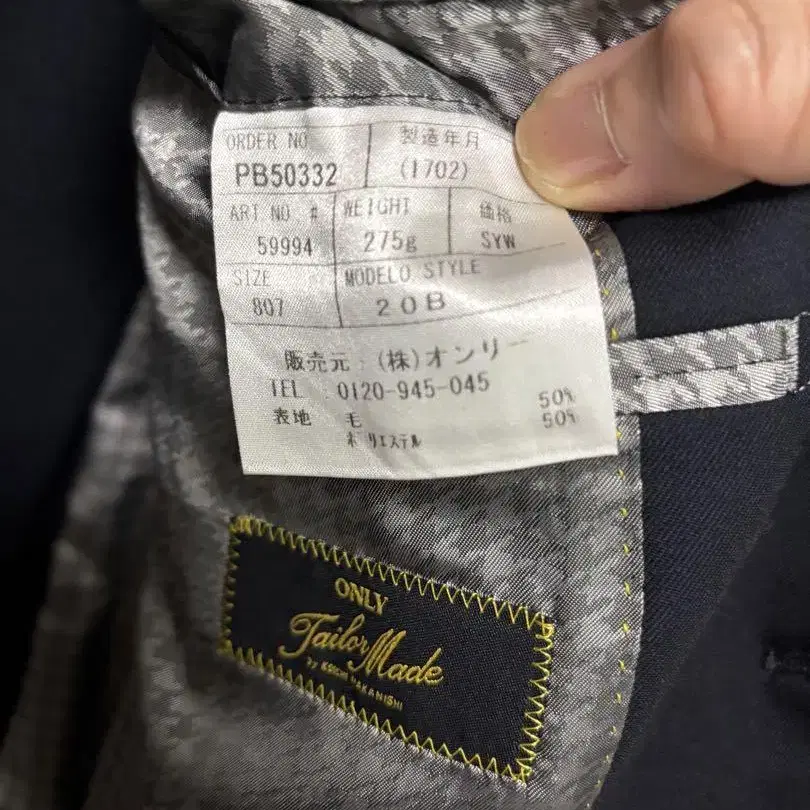 ORDER NO 製造年月
PB50332 (1702)
ART NO # WEIGHT 価格
59994 275g SYW
SIZE MODELO STYLE
807 20B
販売元:(株)オンリー
TEL 0120-945-045
表地 毛 50%
ポリエステル 50%
ONLY
Tailor Made
by KOICHI NAKANISHI